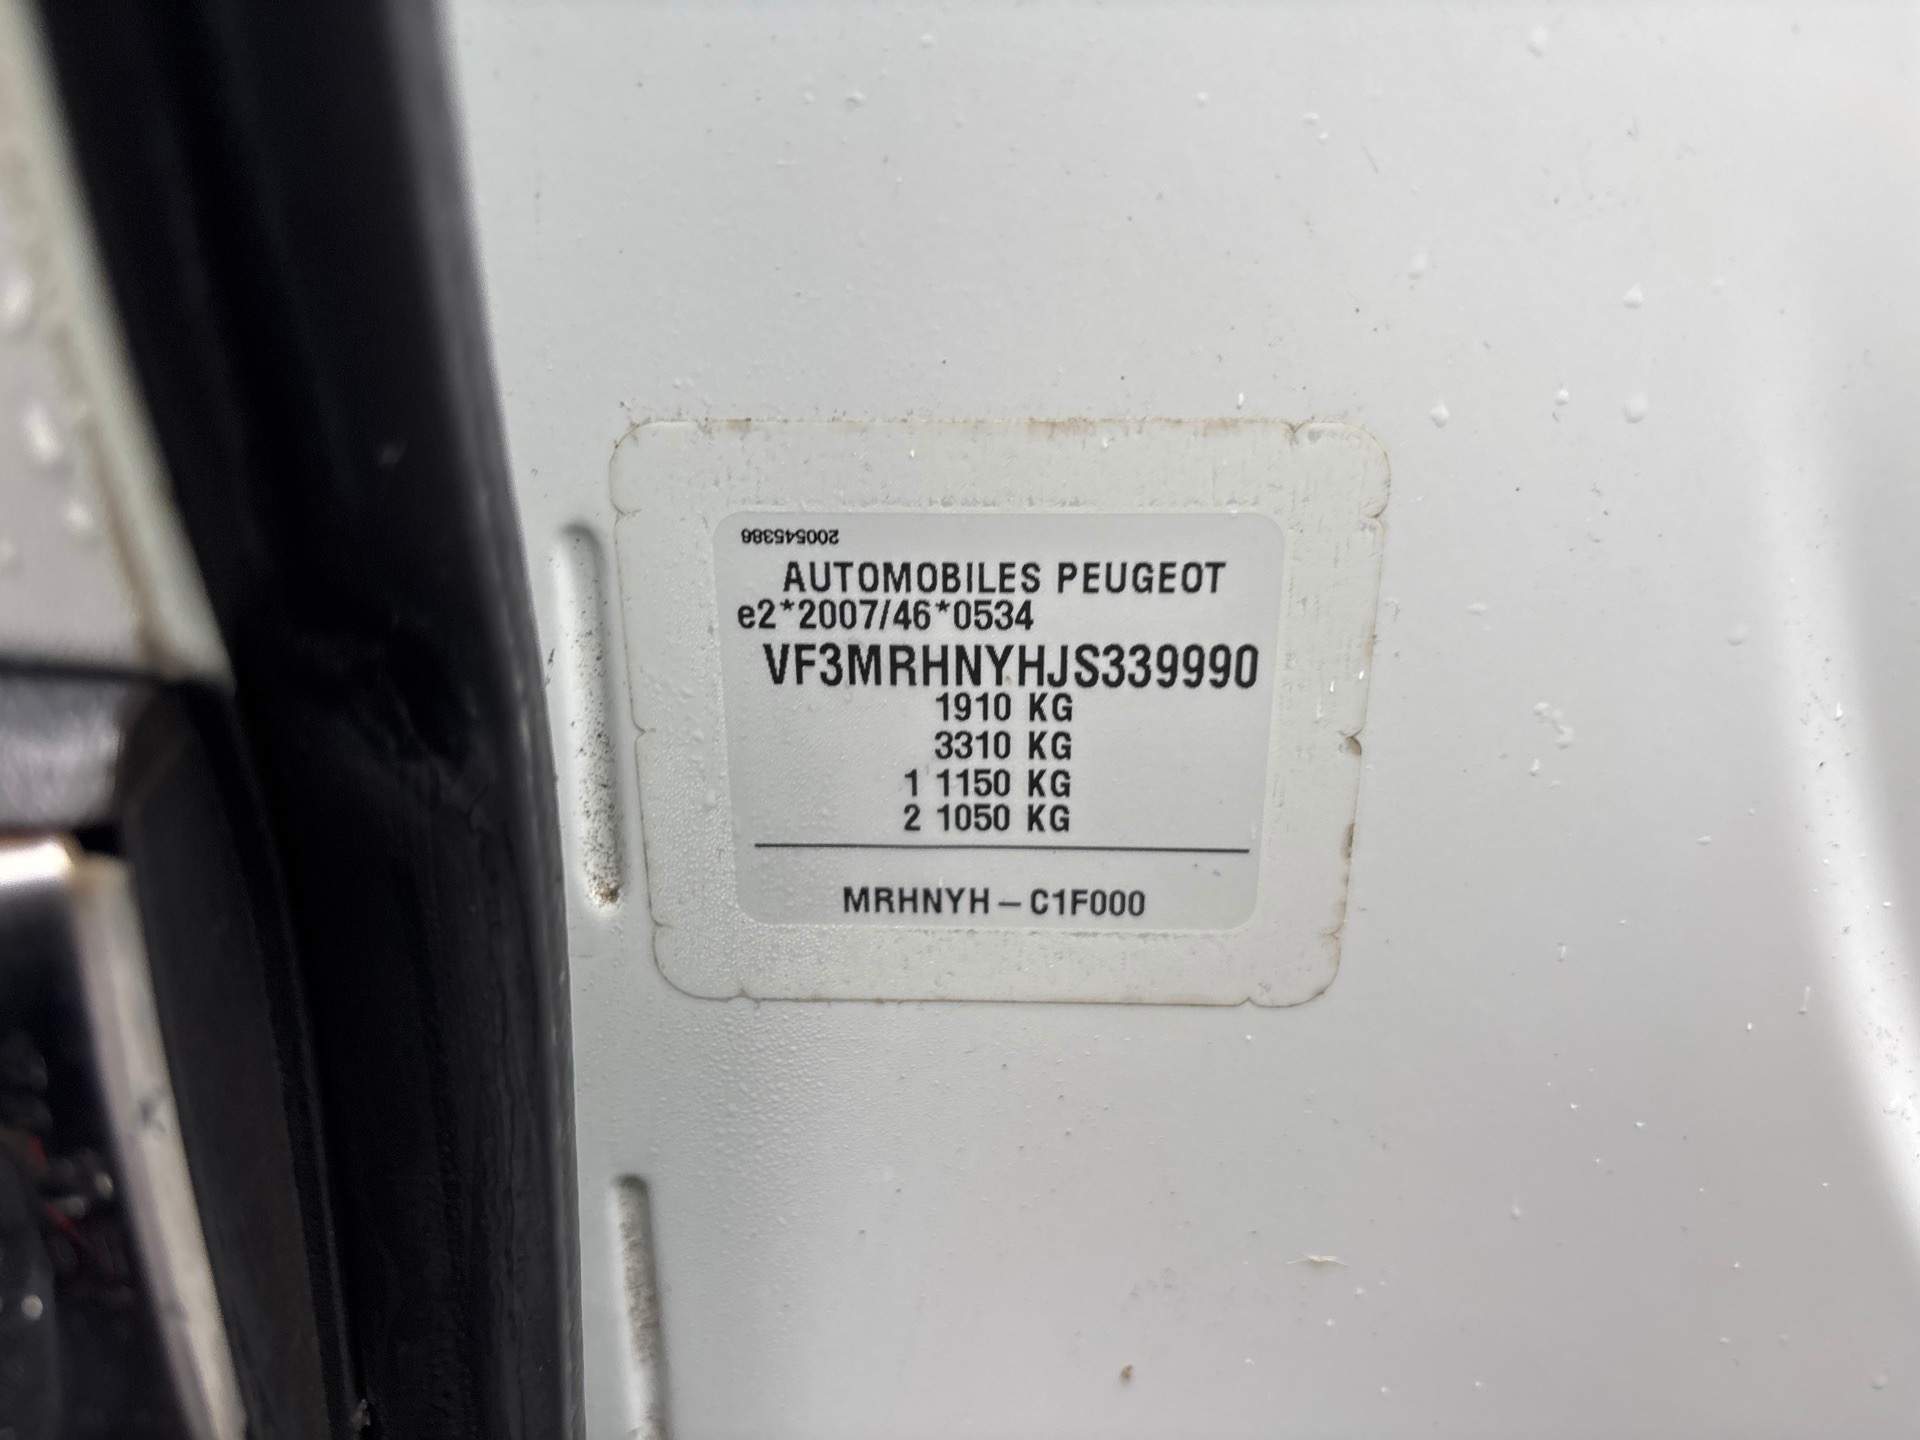 200545386
AUTOMOBILES PEUGEOT
e2*2007/46*0534
VF3MRHNYHJS339990
1910 KG
3310 KG
1 1150 KG
2 1050 KG
MRHNYH – C1F000